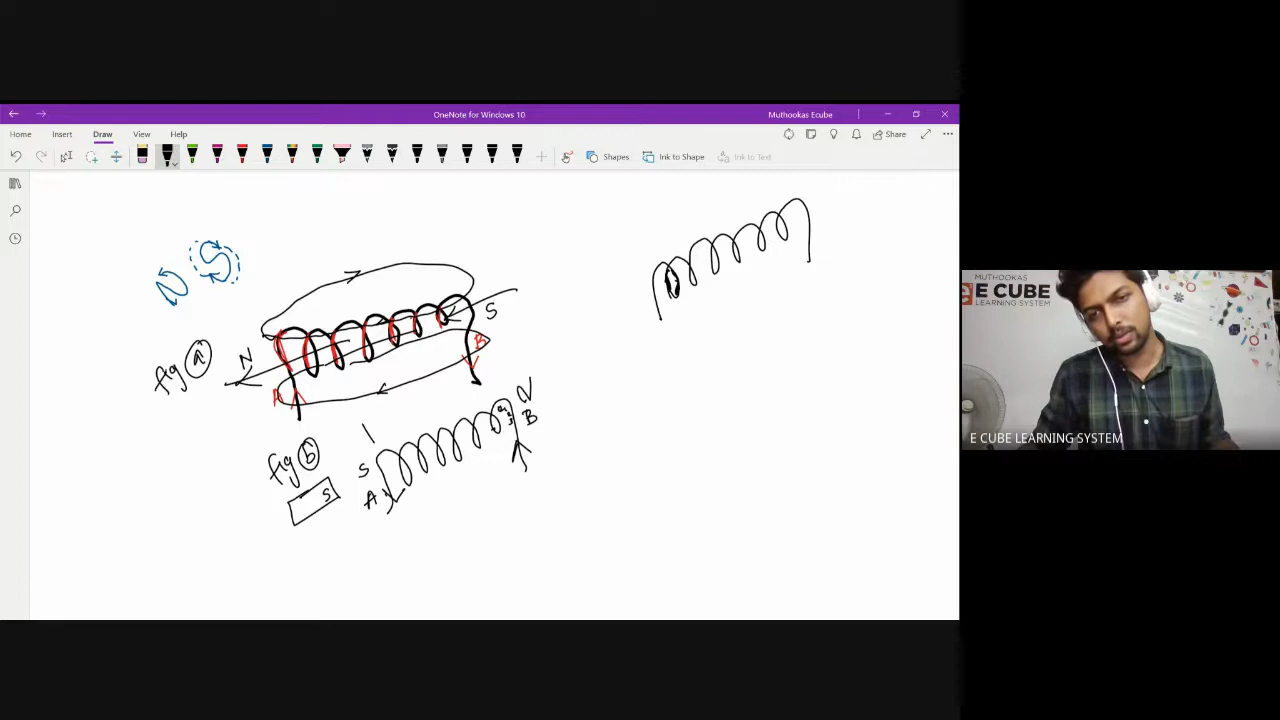 OneNote for Windows 10
Muthookas Ecube
Home Insert Draw View Help
Share
Shapes Ink to Shape Ink to Text
N S
S
N
B
fig a
A
N
B
fig b
S
S
A
MUTHOOKAS
E CUBE
LEARNING SYSTEM
E CUBE LEARNING SYSTEM